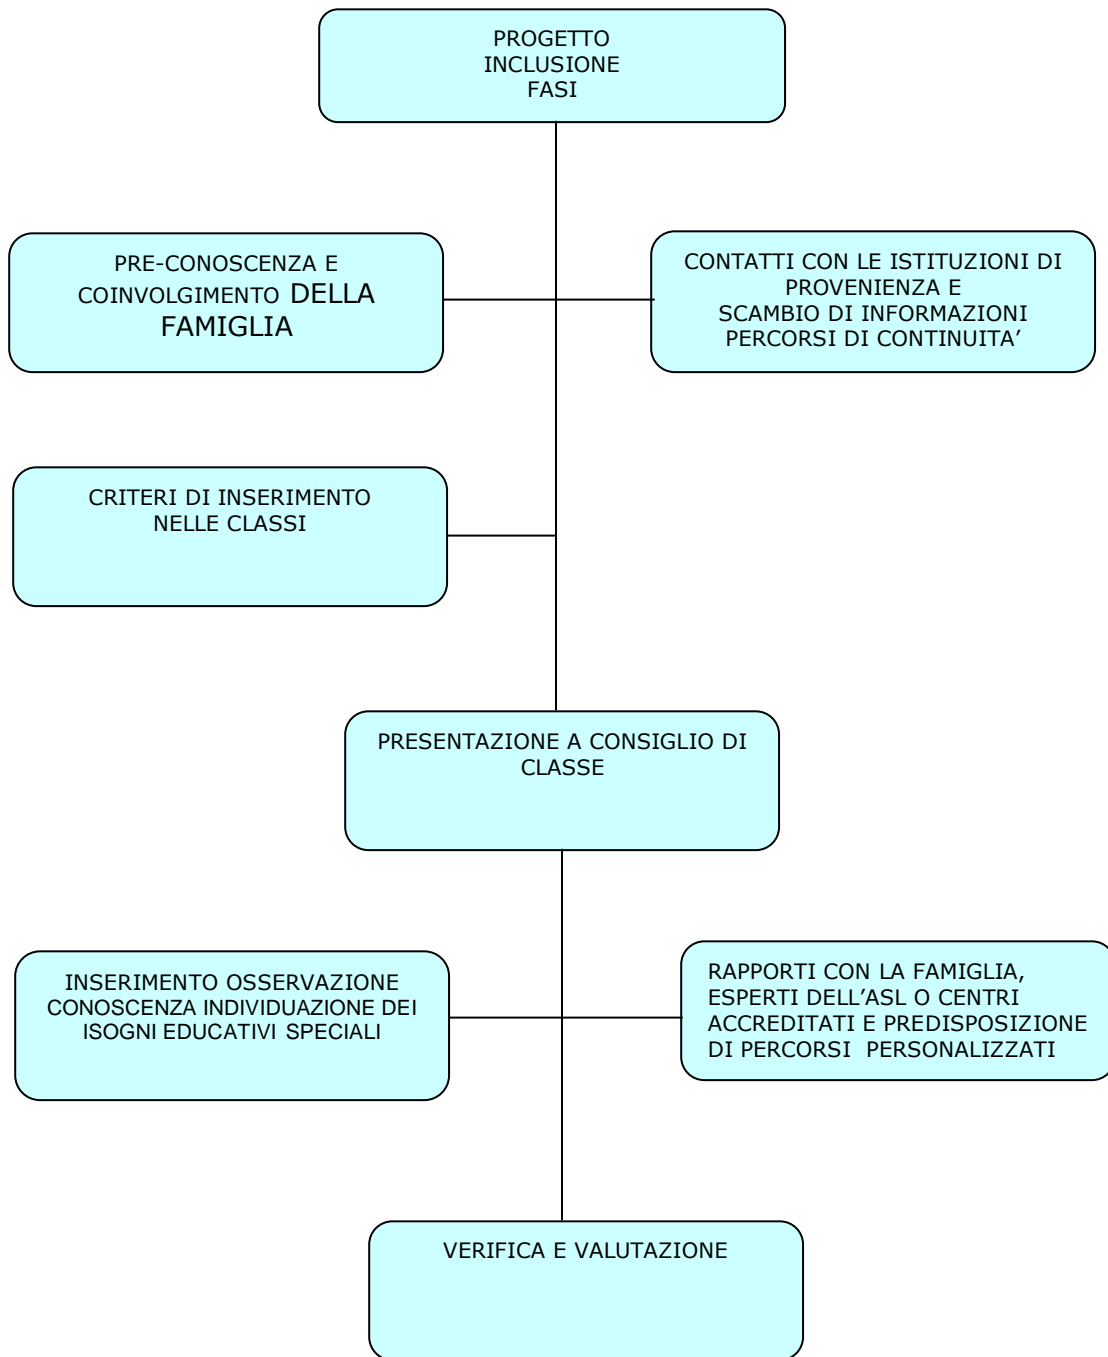 PROGETTO
INCLUSIONE
FASI
PRE-CONOSCENZA E
COINVOLGIMENTO DELLA
FAMIGLIA
CONTATTI CON LE ISTITUZIONI DI
PROVENIENZA E
SCAMBIO DI INFORMAZIONI
PERCORSI DI CONTINUITA’
CRITERI DI INSERIMENTO
NELLE CLASSI
PRESENTAZIONE A CONSIGLIO DI
CLASSE
INSERIMENTO OSSERVAZIONE
CONOSCENZA INDIVIDUAZIONE DEI
ISOGNI EDUCATIVI SPECIALI
RAPPORTI CON LA FAMIGLIA,
ESPERTI DELL’ASL O CENTRI
ACCREDITATI E PREDISPOSIZIONE
DI PERCORSI PERSONALIZZATI
VERIFICA E VALUTAZIONE